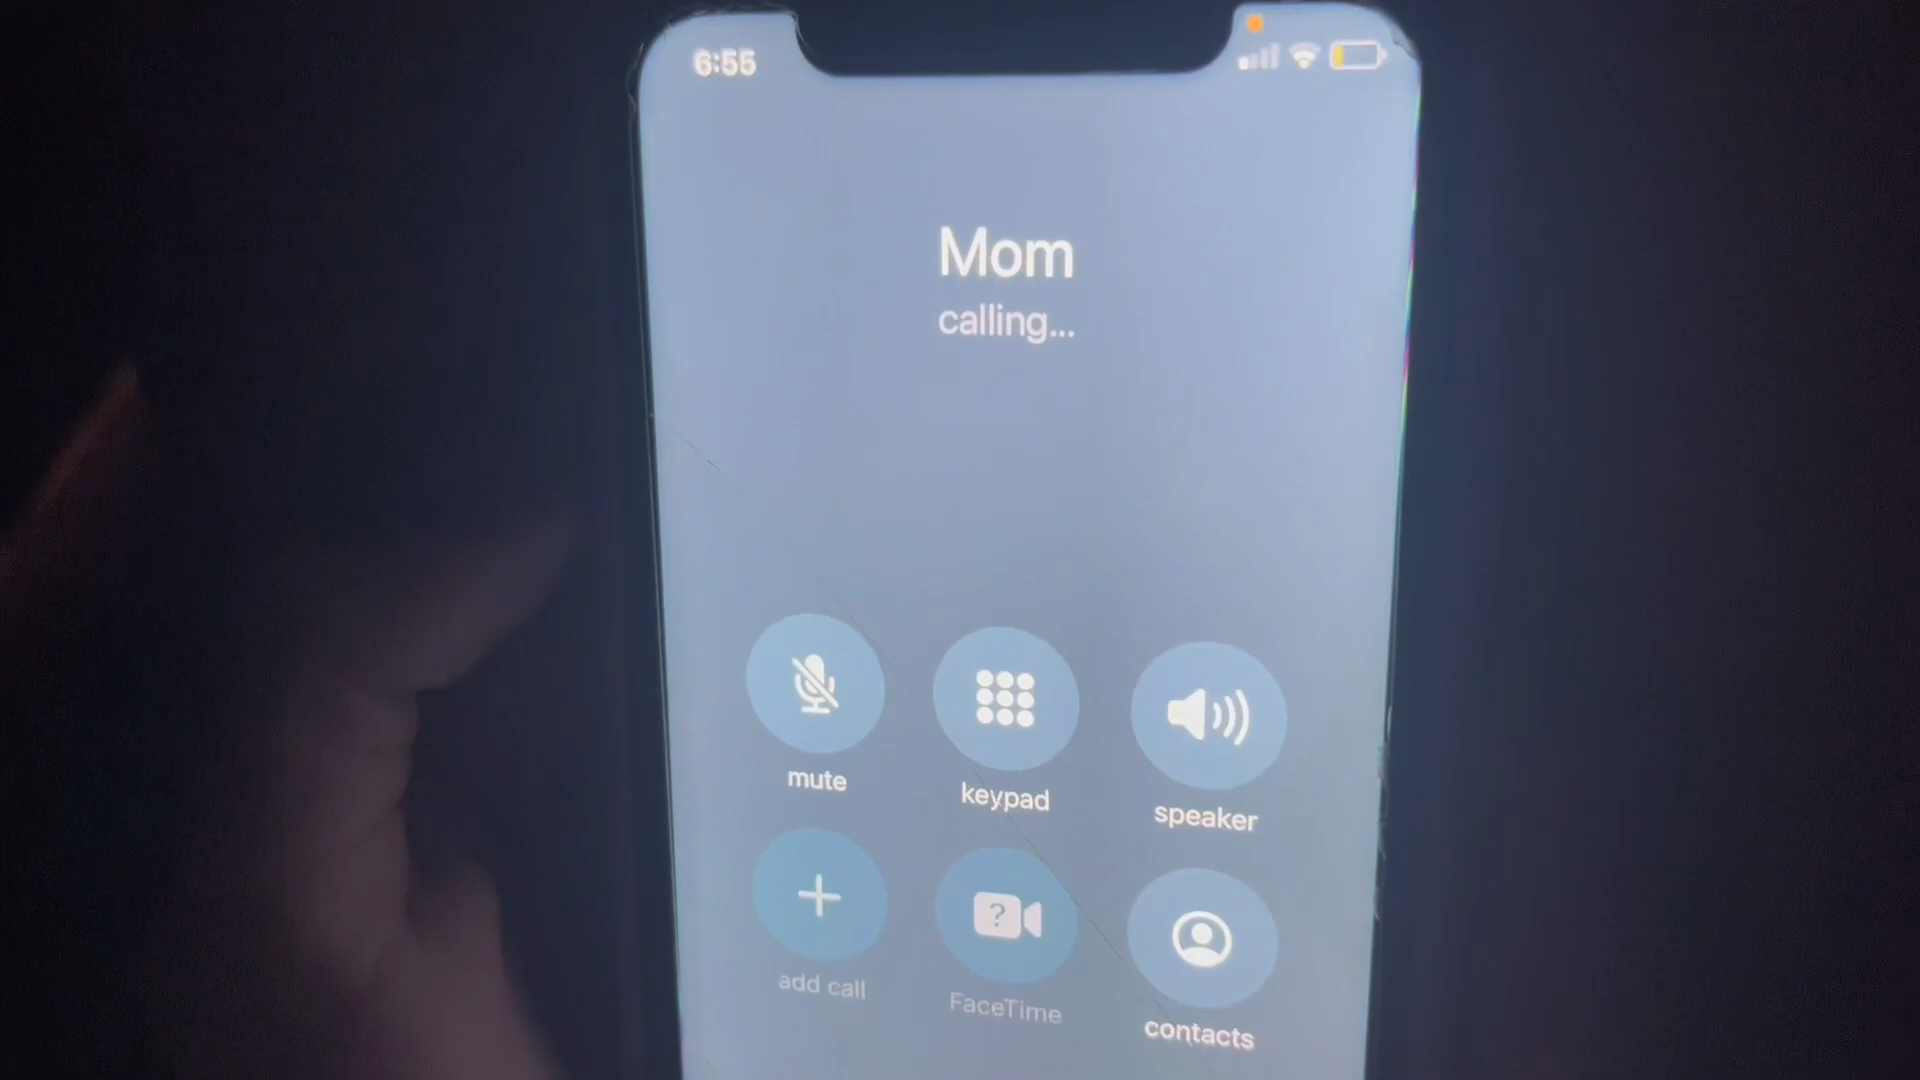 6:55
Mom
calling...
mute
keypad
speaker
add call
?
FaceTime
contacts